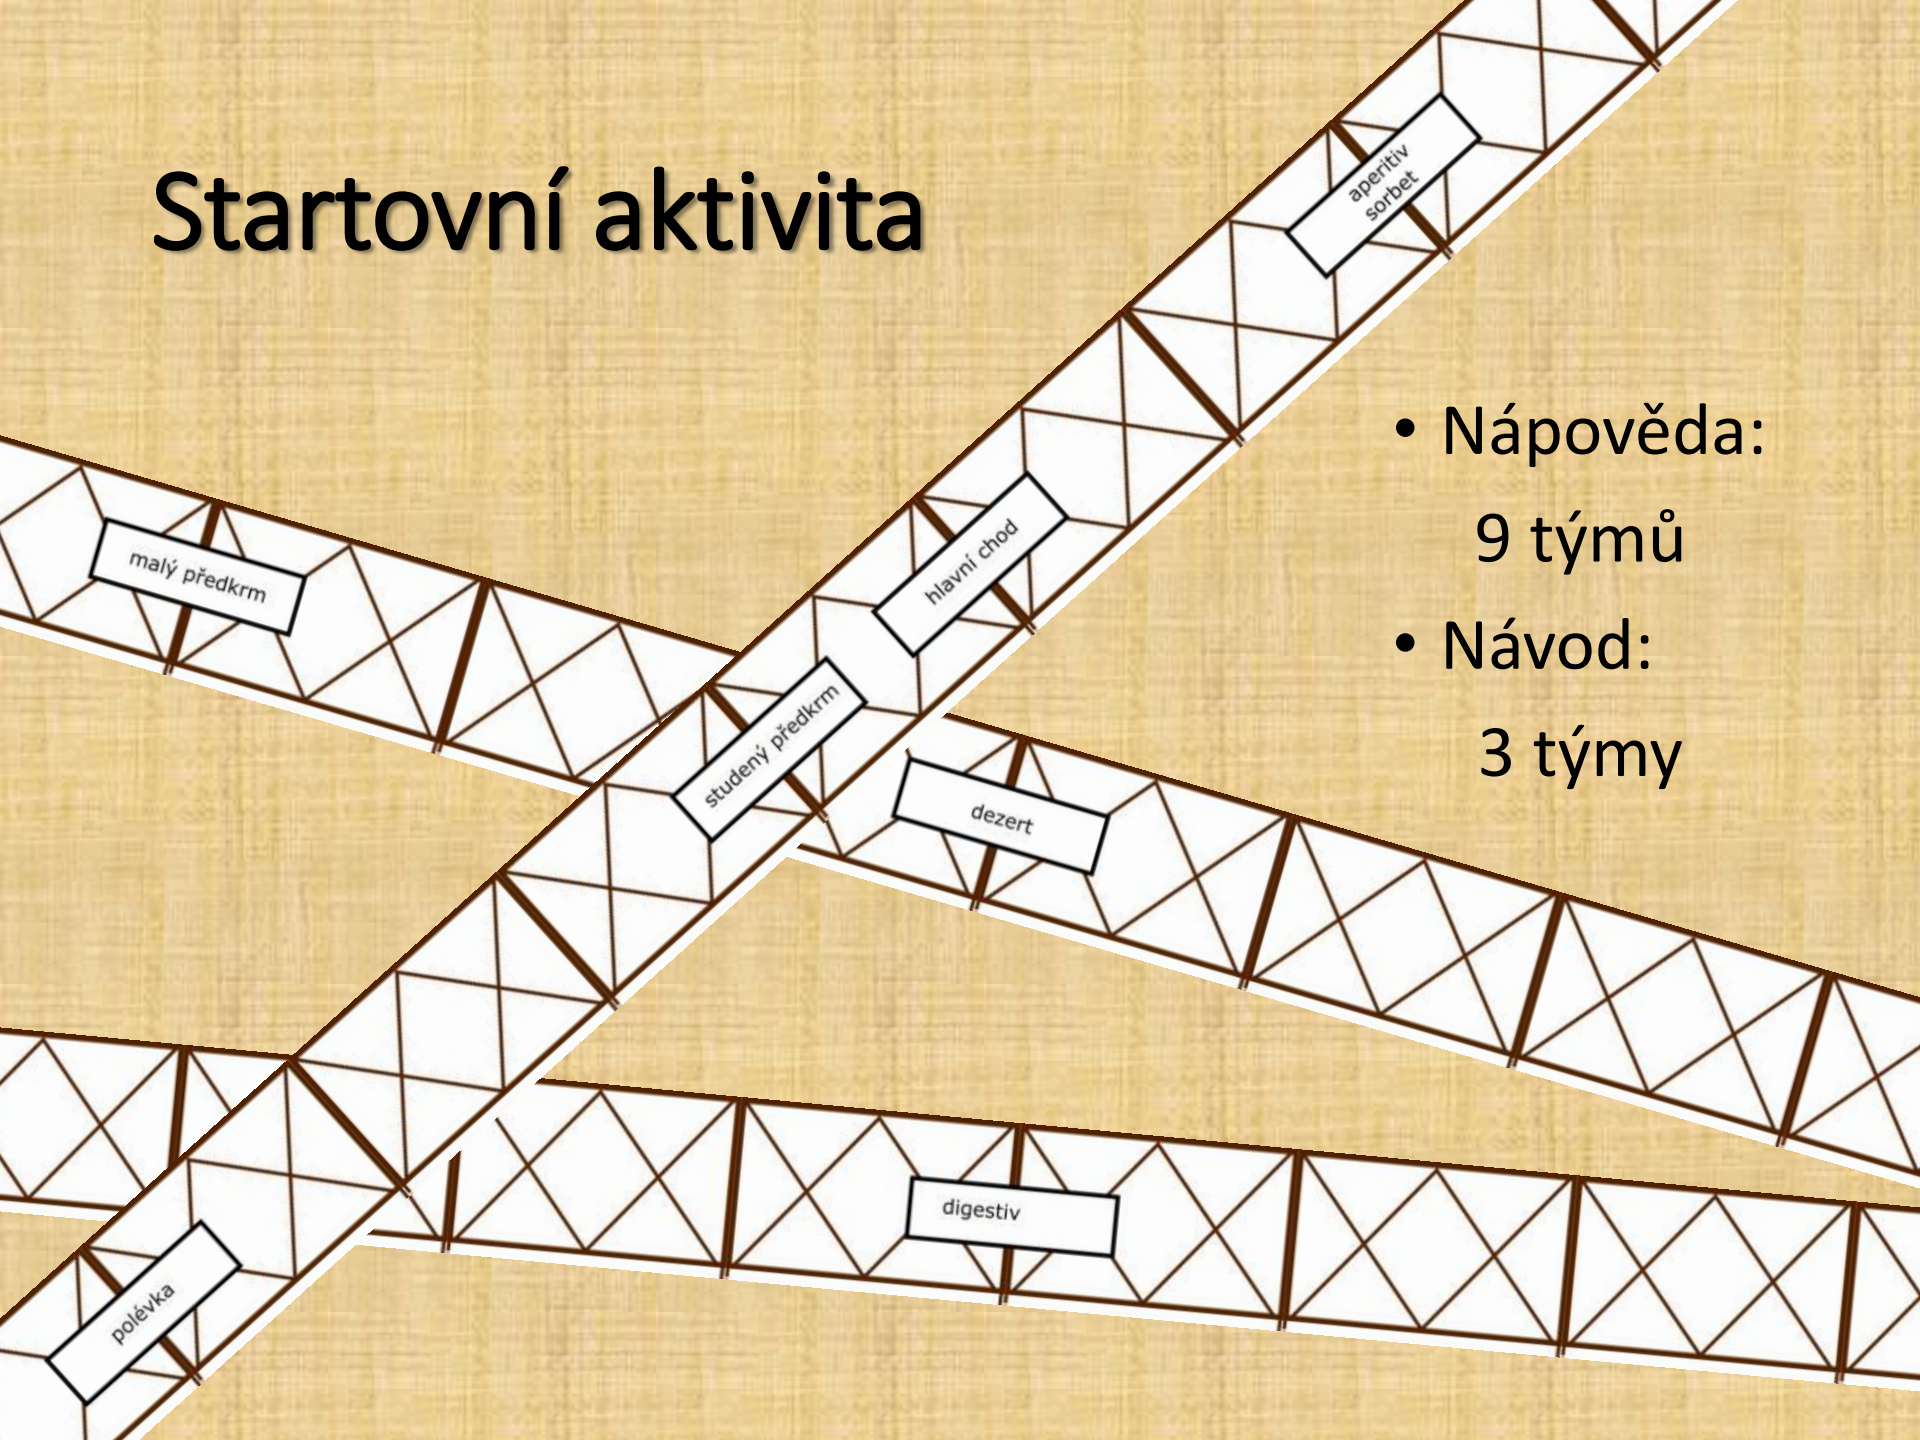 Startovní aktivita
aperitiv
sorbet
• Nápověda:
9 týmů
• Návod:
3 týmy
malý předkrm
hlavní chod
studený předkrm
dezert
digestiv
polévka